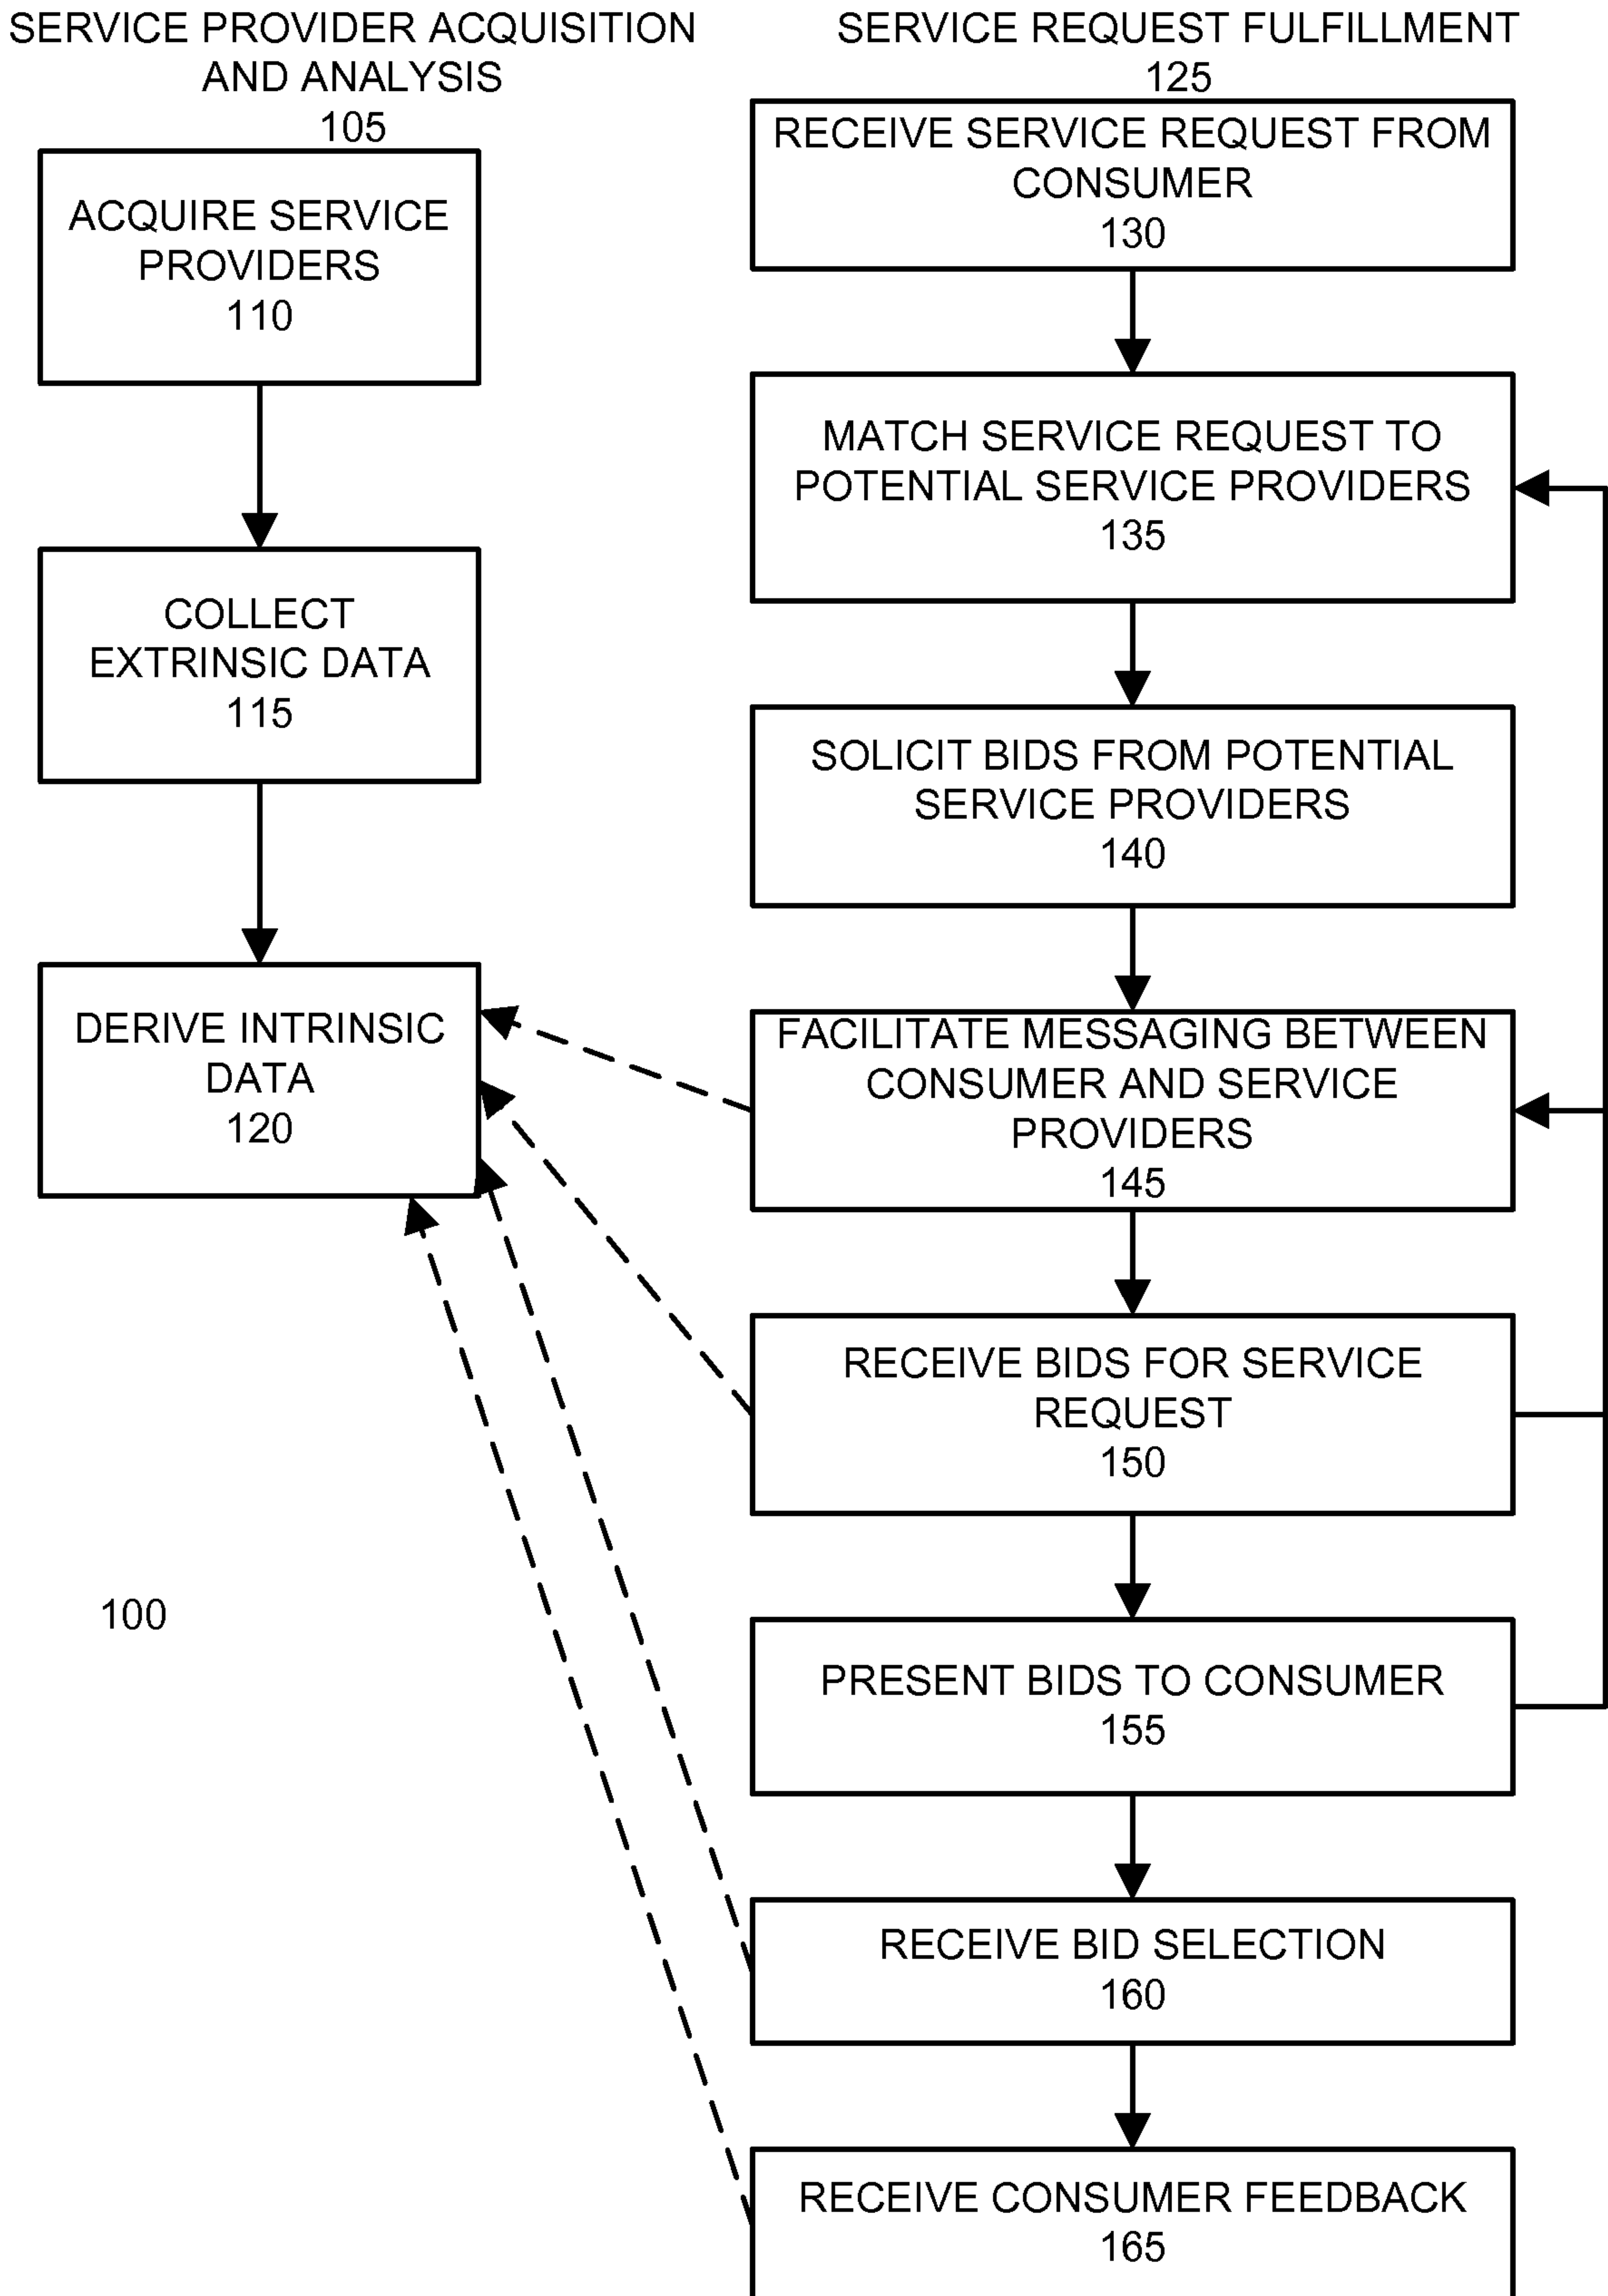 SERVICE PROVIDER ACQUISITION
AND ANALYSIS
105
ACQUIRE SERVICE
PROVIDERS
110
COLLECT
EXTRINSIC DATA
115
DERIVE INTRINSIC
DATA
120
100
SERVICE REQUEST FULFILLMENT
125
RECEIVE SERVICE REQUEST FROM
CONSUMER
130
MATCH SERVICE REQUEST TO
POTENTIAL SERVICE PROVIDERS
135
SOLICIT BIDS FROM POTENTIAL
SERVICE PROVIDERS
140
FACILITATE MESSAGING BETWEEN
CONSUMER AND SERVICE
PROVIDERS
145
RECEIVE BIDS FOR SERVICE
REQUEST
150
PRESENT BIDS TO CONSUMER
155
RECEIVE BID SELECTION
160
RECEIVE CONSUMER FEEDBACK
165